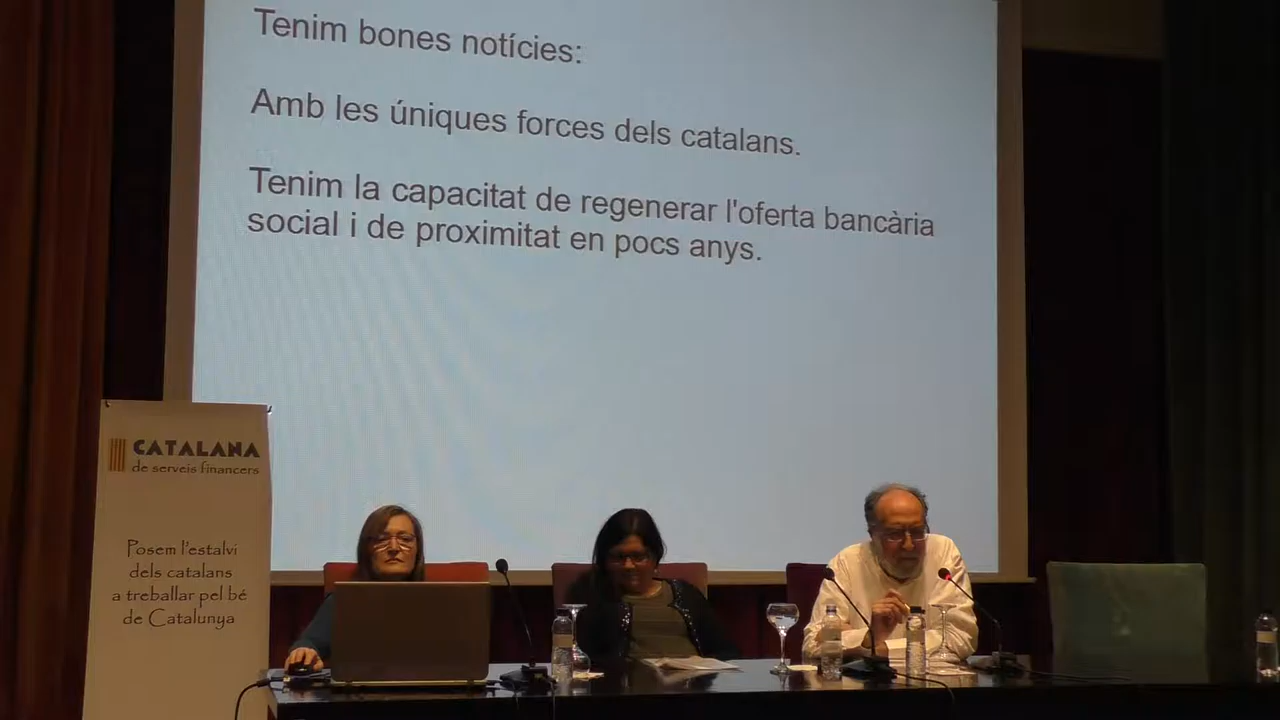 Tenim bones notícies:
Amb les úniques forces dels catalans.
Tenim la capacitat de regenerar l'oferta bancària
social i de proximitat en pocs anys.
CATALANA
de serveis financers
Posem l'estalvi
dels catalans
a treballar pel bé
de Catalunya